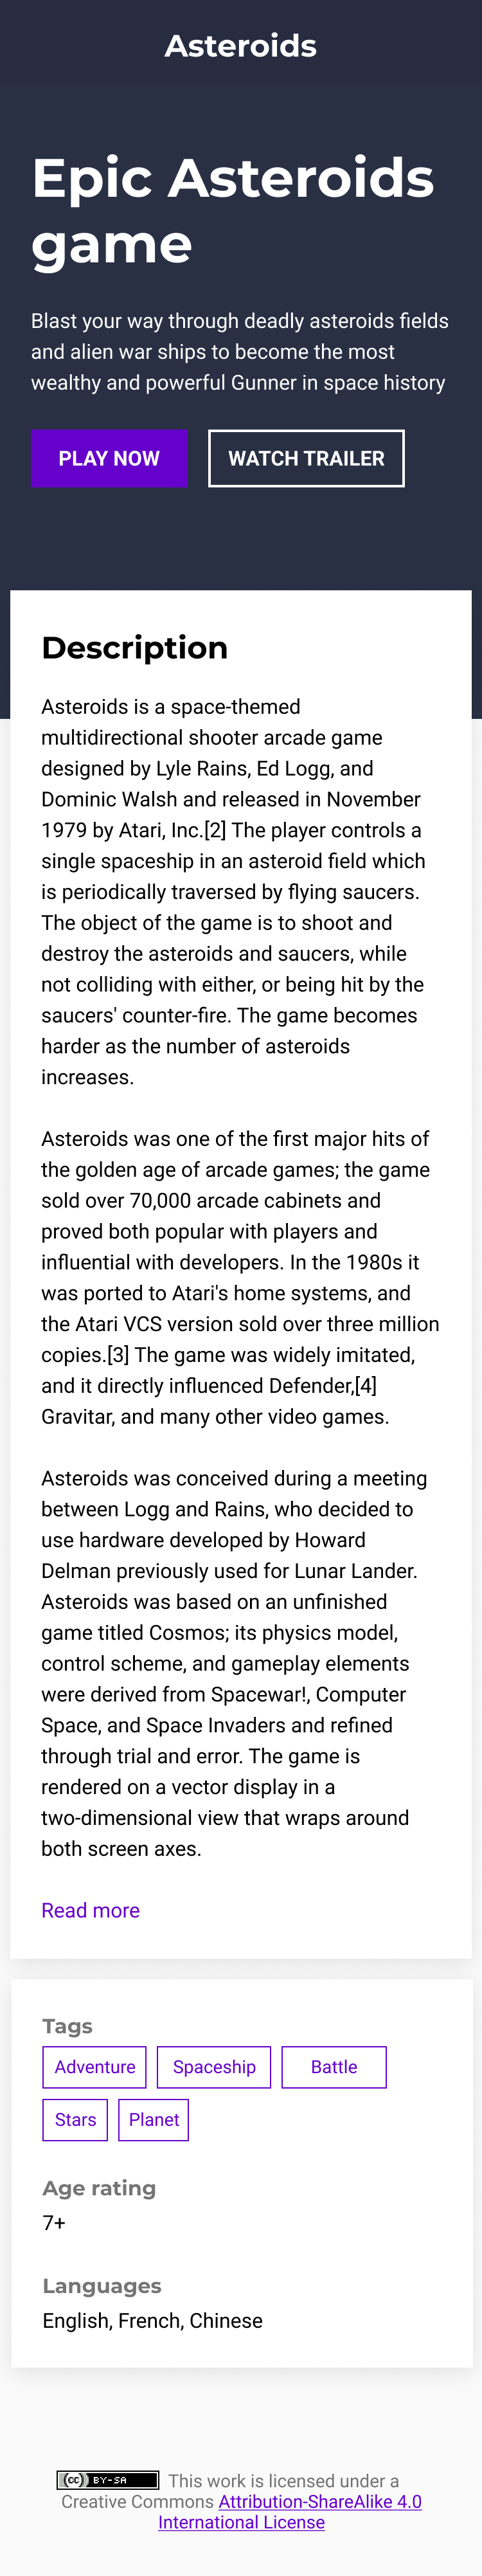 Asteroids
Epic Asteroids
game
Blast your way through deadly asteroids fields
and alien war ships to become the most
wealthy and powerful Gunner in space history
PLAY NOW
WATCH TRAILER
Description
Asteroids is a space-themed
multidirectional shooter arcade game
designed by Lyle Rains, Ed Logg, and
Dominic Walsh and released in November
1979 by Atari, Inc.[2] The player controls a
single spaceship in an asteroid field which
is periodically traversed by flying saucers.
The object of the game is to shoot and
destroy the asteroids and saucers, while
not colliding with either, or being hit by the
saucers' counter-fire. The game becomes
harder as the number of asteroids
increases.
Asteroids was one of the first major hits of
the golden age of arcade games; the game
sold over 70,000 arcade cabinets and
proved both popular with players and
influential with developers. In the 1980s it
was ported to Atari's home systems, and
the Atari VCS version sold over three million
copies.[3] The game was widely imitated,
and it directly influenced Defender,[4]
Gravitar, and many other video games.
Asteroids was conceived during a meeting
between Logg and Rains, who decided to
use hardware developed by Howard
Delman previously used for Lunar Lander.
Asteroids was based on an unfinished
game titled Cosmos; its physics model,
control scheme, and gameplay elements
were derived from Spacewar!, Computer
Space, and Space Invaders and refined
through trial and error. The game is
rendered on a vector display in a
two-dimensional view that wraps around
both screen axes.
Read more
Tags
Adventure
Spaceship
Battle
Stars
Planet
Age rating
7+
Languages
English, French, Chinese
(cc) BY-SA This work is licensed under a
Creative Commons Attribution-ShareAlike 4.0
International License